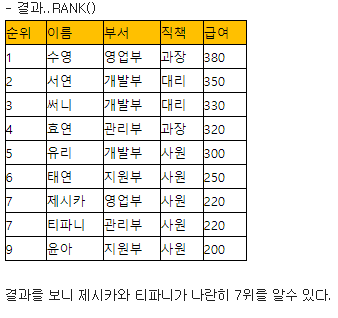 - 결과..RANK()
순위 이름 부서 직책 급여
1 수영 영업부 과장 380
2 서연 개발부 대리 350
3 써니 개발부 대리 330
4 효연 관리부 과장 320
5 유리 개발부 사원 300
6 태연 지원부 사원 250
7 제시카 영업부 사원 220
7 티파니 관리부 사원 220
9 윤아 지원부 사원 200
결과를 보니 제시카와 티파니가 나란히 7위를 알수 있다.